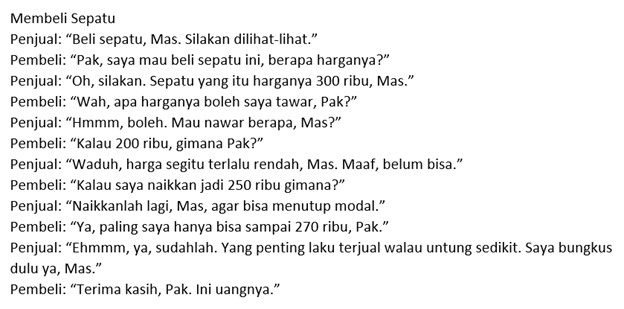 Membeli Sepatu
Penjual: “Beli sepatu, Mas. Silakan dilihat-lihat.”
Pembeli: “Pak, saya mau beli sepatu ini, berapa harganya?”
Penjual: “Oh, silakan. Sepatu yang itu harganya 300 ribu, Mas.”
Pembeli: “Wah, apa harganya boleh saya tawar, Pak?”
Penjual: “Hmmm, boleh. Mau nawar berapa, Mas?”
Pembeli: “Kalau 200 ribu, gimana Pak?”
Penjual: “Waduh, harga segitu terlalu rendah, Mas. Maaf, belum bisa.”
Pembeli: “Kalau saya naikkan jadi 250 ribu gimana?”
Penjual: “Naikkanlah lagi, Mas, agar bisa menutup modal.”
Pembeli: “Ya, paling saya hanya bisa sampai 270 ribu, Pak.”
Penjual: “Ehmmm, ya, sudahlah. Yang penting laku terjual walau untung sedikit. Saya bungkus
dulu ya, Mas.”
Pembeli: “Terima kasih, Pak. Ini uangnya.”